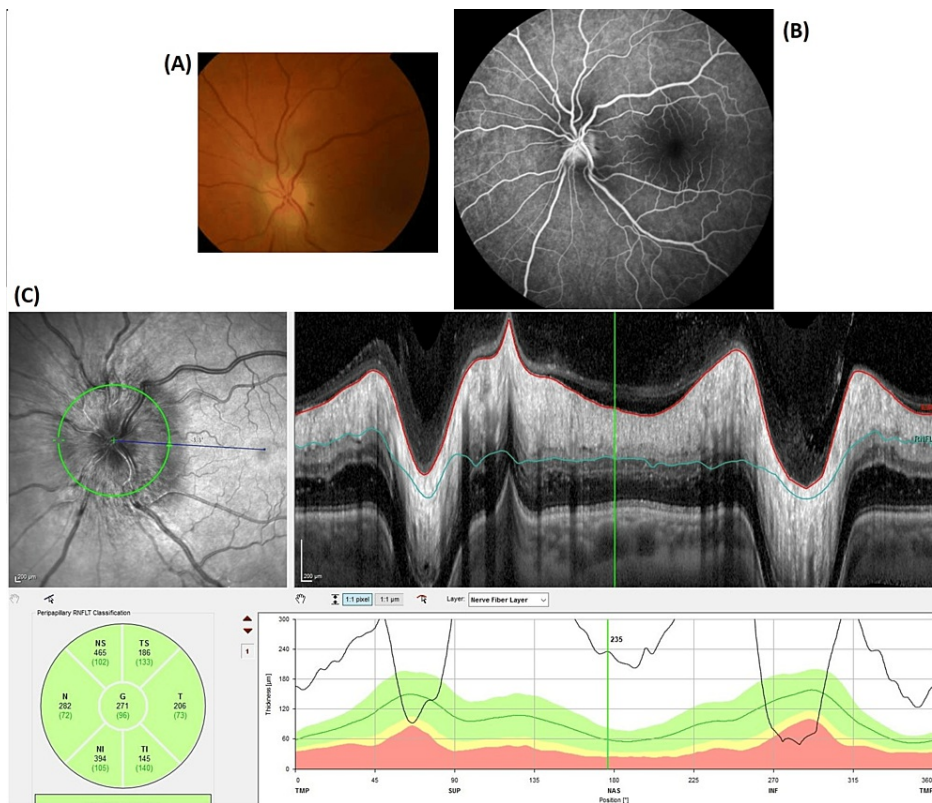 (A)
(B)
(C)
200 µm
200 µm
1:1 pixel
1:1 µm
Layer:
Nerve Fiber Layer
Peripapillary RNFLT Classification
NS
465
(102)
TS
186
(133)
N
282
(72)
G
271
(96)
T
206
(73)
NI
394
(105)
TI
145
(140)
1
Thickness [µm]
300
240
180
120
60
0
235
0
45
90
135
180
225
270
315
360
TMP
SUP
NAS
INF
TMP
Position [°]